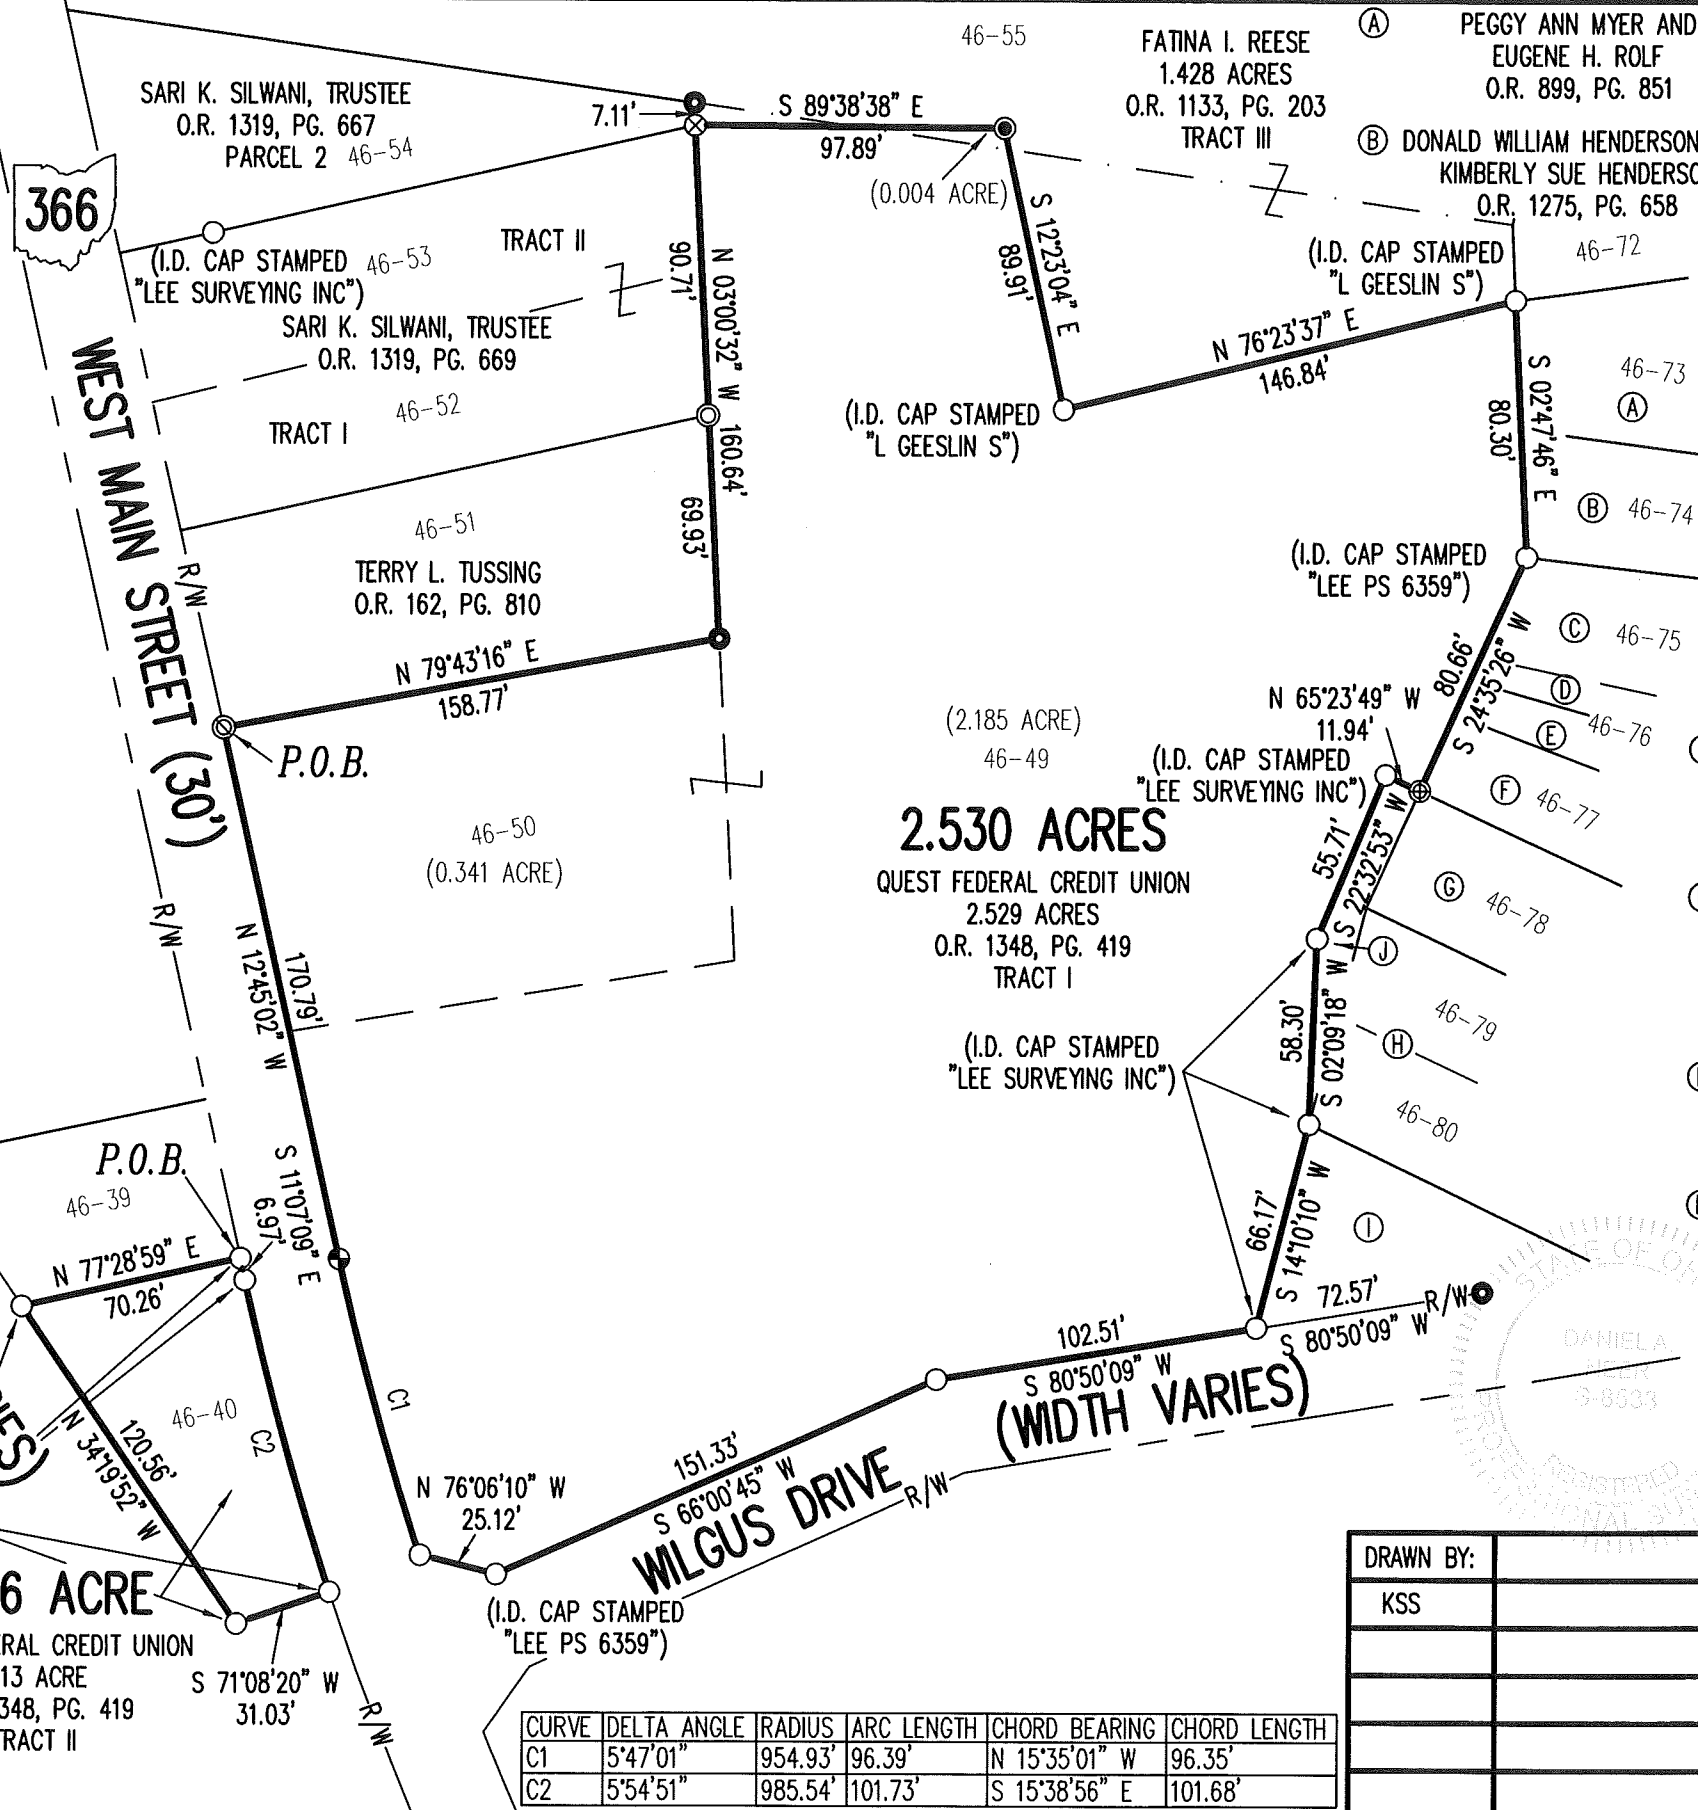 46-55
FATINA I. REESE
1.428 ACRES
O.R. 1133, PG. 203
TRACT III
Ⓐ PEGGY ANN MYER AND
EUGENE H. ROLF
O.R. 899, PG. 851
Ⓑ DONALD WILLIAM HENDERSON
KIMBERLY SUE
O.R. 1275, PG. 658
SARI K. SILWANI, TRUSTEE
O.R. 1319, PG. 667
PARCEL 2 46-54
7.11'
S 89°38'38" E
97.89'
(0.004 ACRE)
366
(I.D. CAP STAMPED
"LEE SURVEYING INC")
46-53
TRACT II
SARI K. SILWANI, TRUSTEE
O.R. 1319, PG. 669
TRACT I
46-52
N 03°00'32" W 160.64'
90.71'
69.93'
S 12°23'04" E
89.91'
(I.D. CAP STAMPED
"L GEESLIN S")
46-72
N 76°23'37" E
146.84'
(I.D. CAP STAMPED
"L GEESLIN S")
S 02°47'46" E
80.30'
46-73
Ⓐ
Ⓑ 46-74
WEST MAIN STREET (30')
R/W
46-51
TERRY L. TUSSING
O.R. 162, PG. 810
N 79°43'16" E
158.77'
P.O.B.
(I.D. CAP STAMPED
"LEE PS 6359")
80.66'
S 24°35'26" W
Ⓒ 46-75
Ⓓ
46-76
Ⓔ
Ⓕ 46-77
N 65°23'49" W
11.94'
(I.D. CAP STAMPED
"LEE SURVEYING INC")
(2.185 ACRE)
46-49
2.530 ACRES
QUEST FEDERAL CREDIT UNION
2.529 ACRES
O.R. 1348, PG. 419
TRACT I
46-50
(0.341 ACRE)
55.71'
S 22°32'53" W
Ⓖ 46-78
Ⓙ
R/W
170.79'
N 12°45'02" W
58.30'
S 02°09'18" W
46-79
Ⓗ
46-80
(I.D. CAP STAMPED
"LEE SURVEYING INC")
P.O.B.
46-39
S 11°07'09" E
6.97'
N 77°28'59" E
70.26'
66.17'
S 14°10'10" W
Ⓘ
72.57'
S 80°50'09" W
R/W
102.51'
S 80°50'09" W
(WIDTH VARIES)
C1
C2
46-40
120.56'
N 34°19'52" W
N 76°06'10" W
25.12'
151.33'
S 66°00'45" W
WILGUS DRIVE
R/W
(I.D. CAP STAMPED
"LEE PS 6359")
6 ACRE
CREDIT UNION
13 ACRE
348, PG. 419
TRACT II
S 71°08'20" W
31.03'
R/W
STATE OF
DANIEL A
NEER
S-8533
REGISTERED
DRAWN BY:
KSS
CURVE DELTA ANGLE RADIUS ARC LENGTH CHORD BEARING CHORD LENGTH
C1 5°47'01" 954.93' 96.39' N 15°35'01" W 96.35'
C2 5°54'51" 985.54' 101.73' S 15°38'56" E 101.68'